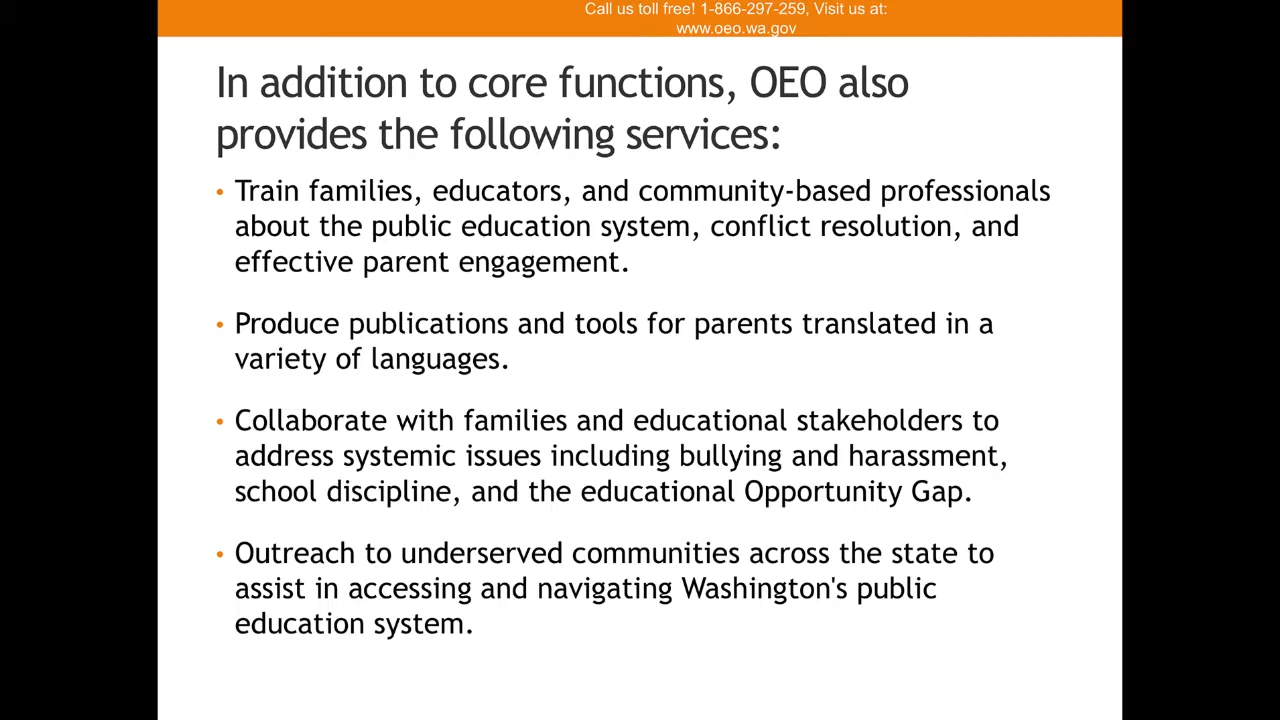 Call us toll free! 1-866-297-259, Visit us at:
www.oeo.wa.gov
In addition to core functions, OEO also
provides the following services:
• Train families, educators, and community-based professionals
about the public education system, conflict resolution, and
effective parent engagement.
• Produce publications and tools for parents translated in a
variety of languages.
• Collaborate with families and educational stakeholders to
address systemic issues including bullying and harassment,
school discipline, and the educational Opportunity Gap.
• Outreach to underserved communities across the state to
assist in accessing and navigating Washington's public
education system.